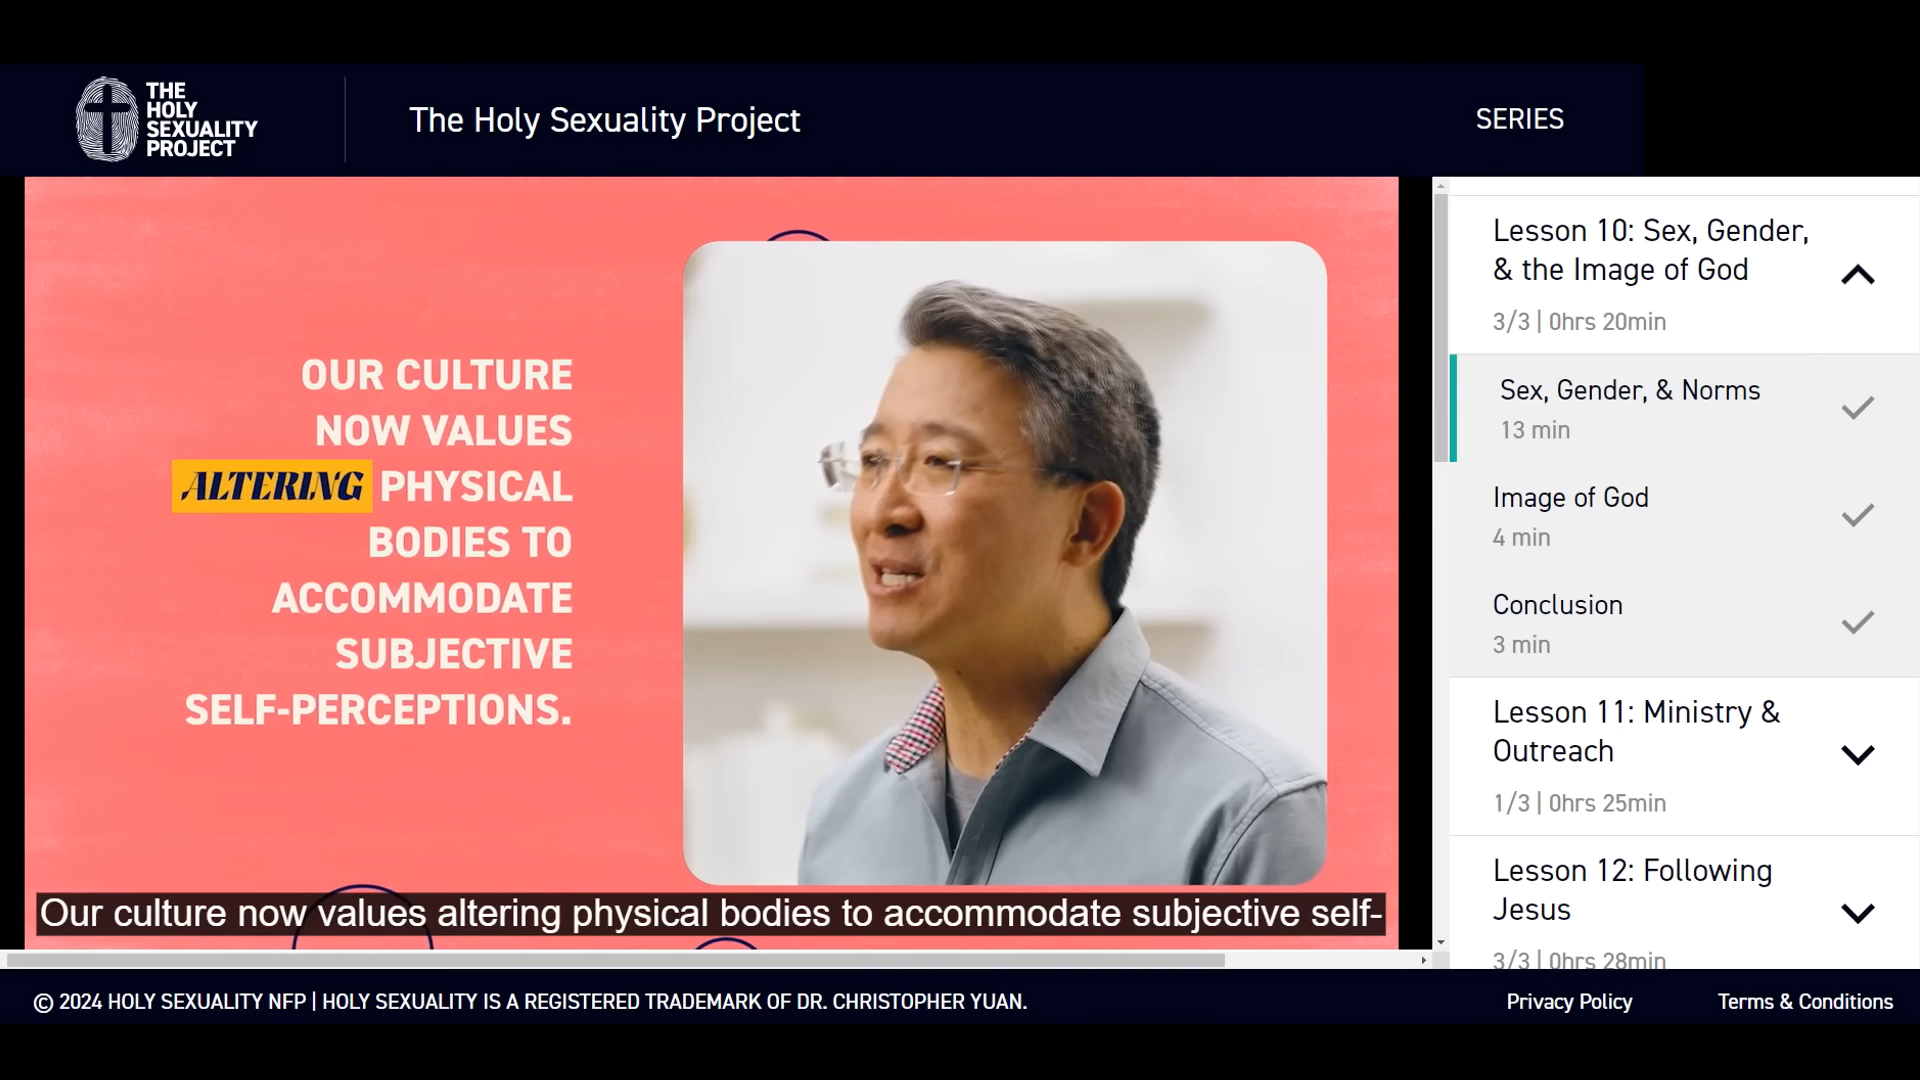 THE
HOLY
SEXUALITY
PROJECT
The Holy Sexuality Project
SERIES
OUR CULTURE
NOW VALUES
ALTERING PHYSICAL
BODIES TO
ACCOMMODATE
SUBJECTIVE
SELF-PERCEPTIONS.
Our culture now values altering physical bodies to accommodate subjective self-
Lesson 10: Sex, Gender,
& the Image of God
3/3 | 0hrs 20min
Sex, Gender, & Norms
13 min
Image of God
4 min
Conclusion
3 min
Lesson 11: Ministry &
Outreach
1/3 | 0hrs 25min
Lesson 12: Following
Jesus
3/3 | 0hrs 28min
© 2024 HOLY SEXUALITY NFP | HOLY SEXUALITY IS A REGISTERED TRADEMARK OF DR. CHRISTOPHER YUAN.
Privacy Policy
Terms & Conditions